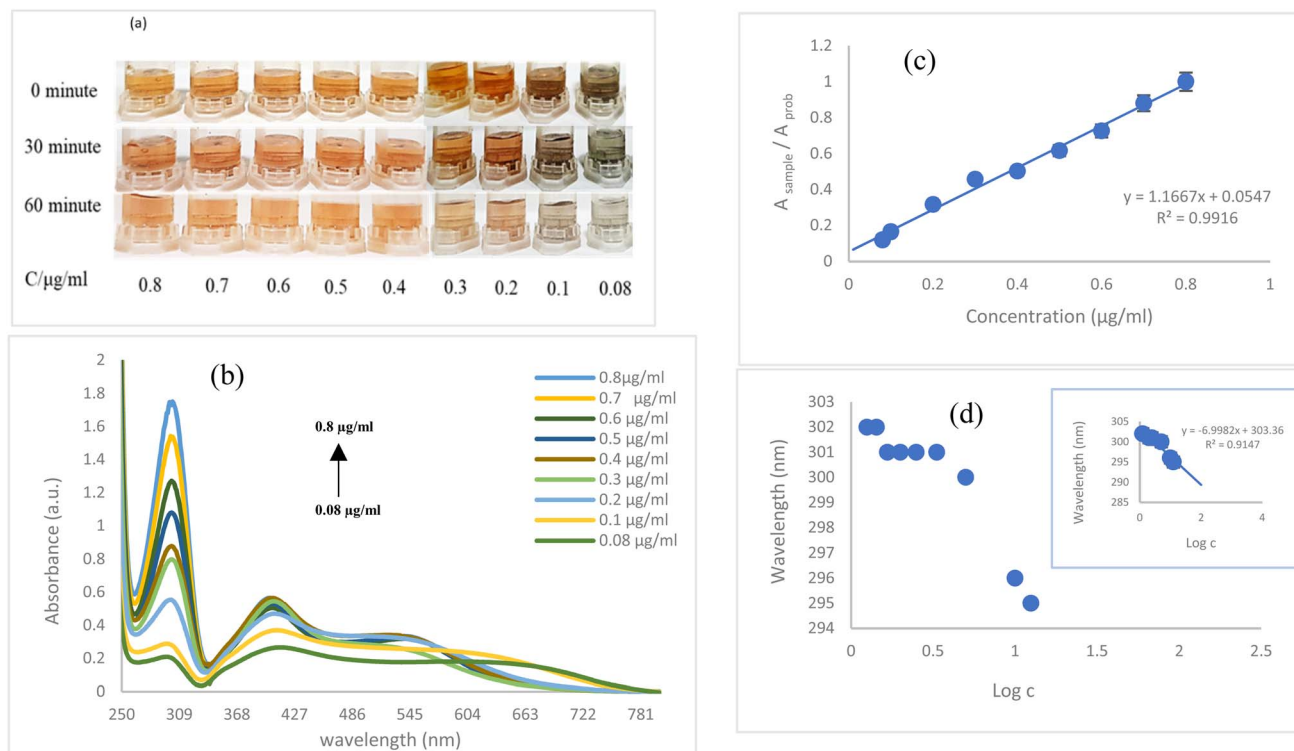 (a)
0 minute
30 minute
60 minute
C/µg/ml 0.8 0.7 0.6 0.5 0.4 0.3 0.2 0.1 0.08
(b)
2
1.8
1.6
1.4
1.2
1
0.8
0.6
0.4
0.2
0
Absorbance (a.u.)
250 309 368 427 486 545 604 663 722 781
wavelength (nm)
0.8 µg/ml
0.08 µg/ml
0.8µg/ml
0.7 µg/ml
0.6 µg/ml
0.5 µg/ml
0.4 µg/ml
0.3 µg/ml
0.2 µg/ml
0.1 µg/ml
0.08 µg/ml
(c)
1.2
1
0.8
0.6
0.4
0.2
0
A sample / A prob
y = 1.1667x + 0.0547
R² = 0.9916
0 0.2 0.4 0.6 0.8 1
Concentration (µg/ml)
(d)
303
302
301
300
299
298
297
296
295
294
Wavelength (nm)
0 0.5 1 1.5 2 2.5
Log c
305
300
295
290
285
Wavelength (nm)
y = -6.9982x + 303.36
R² = 0.9147
0 2 4
Log c